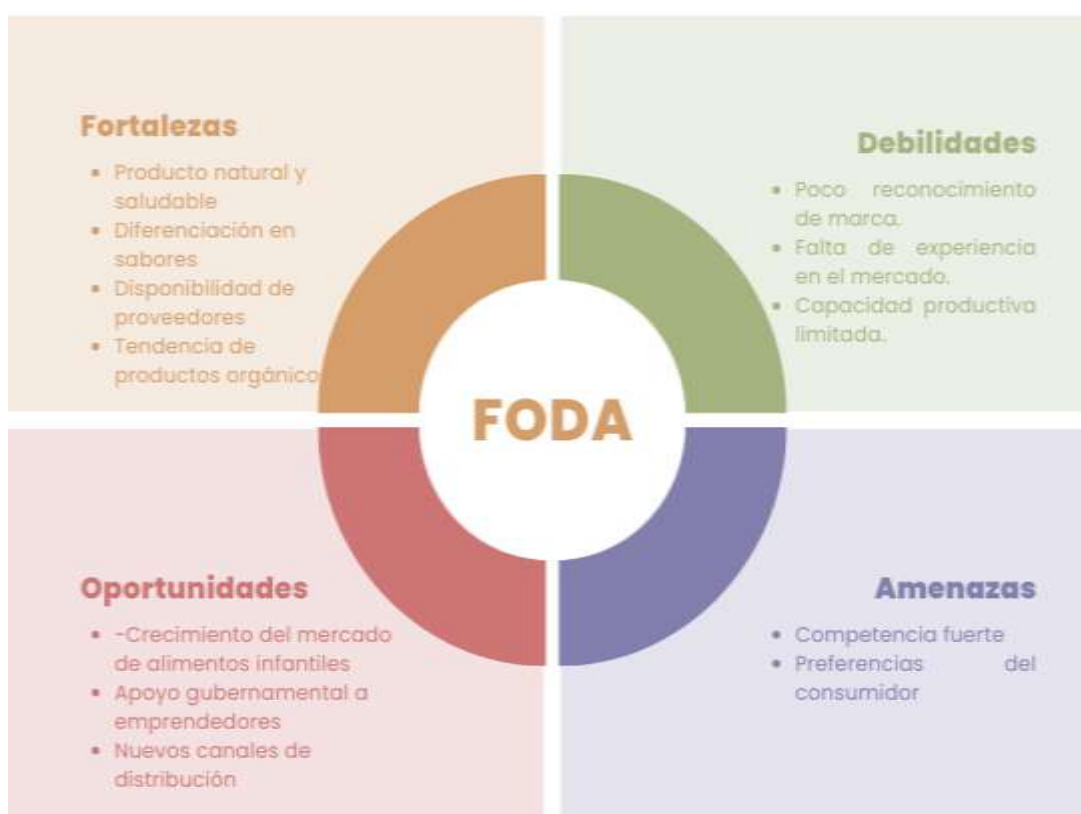 Fortalezas
• Producto natural y
saludable
• Diferenciación en
sabores
• Disponibilidad de
proveedores
• Tendencia de
productos orgánico
Debilidades
• Poco reconocimiento
de marca.
• Falta de experiencia
en el mercado.
• Capacidad productiva
limitada.
FODA
Oportunidades
• -Crecimiento del mercado
de alimentos infantiles
• Apoyo gubernamental a
emprendedores
• Nuevos canales de
distribución
Amenazas
• Competencia fuerte
• Preferencias del
consumidor